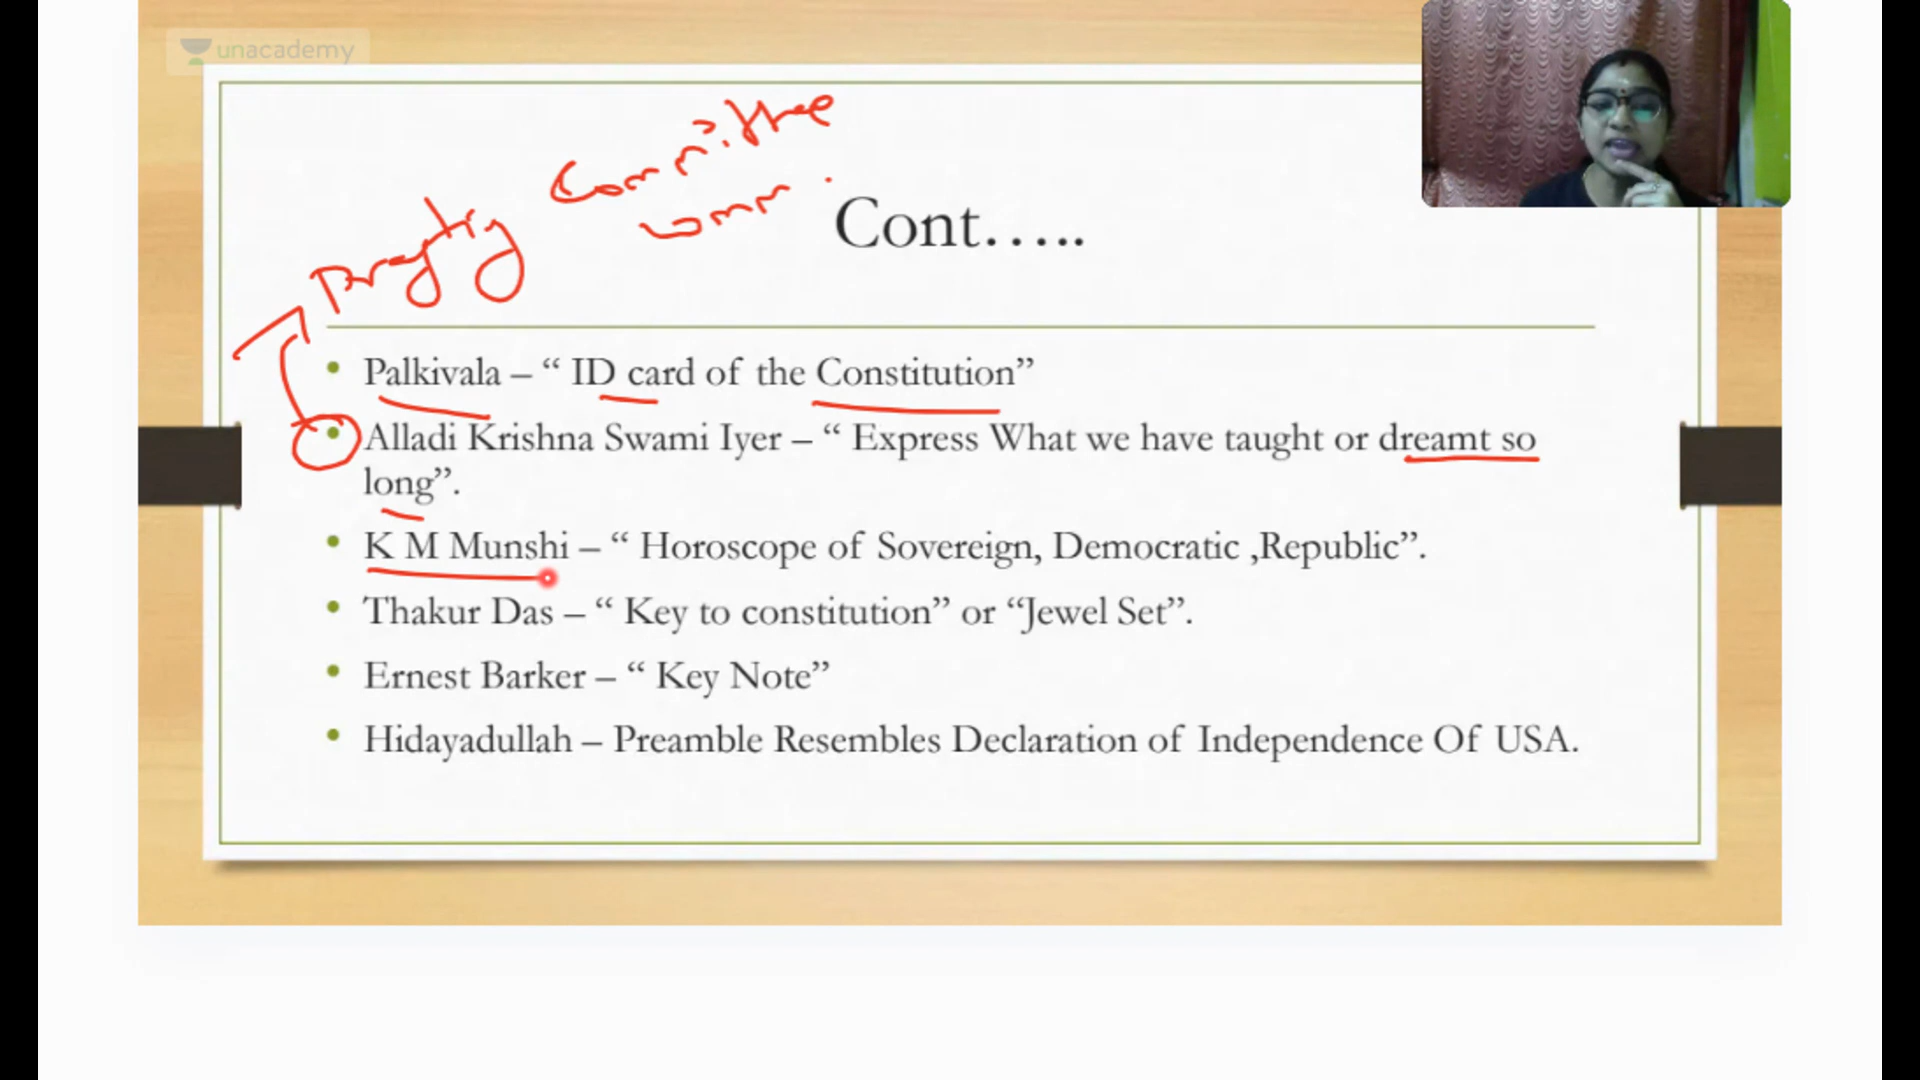 unacademy
Committee
comm.
Cont.....
• Palkivala – “ ID card of the Constitution”
• Alladi Krishna Swami Iyer – “ Express What we have taught or dreamt so
long”.
• K M Munshi – “ Horoscope of Sovereign, Democratic ,Republic”.
• Thakur Das – “ Key to constitution” or “Jewel Set”.
• Ernest Barker – “ Key Note”
• Hidayadullah – Preamble Resembles Declaration of Independence Of USA.